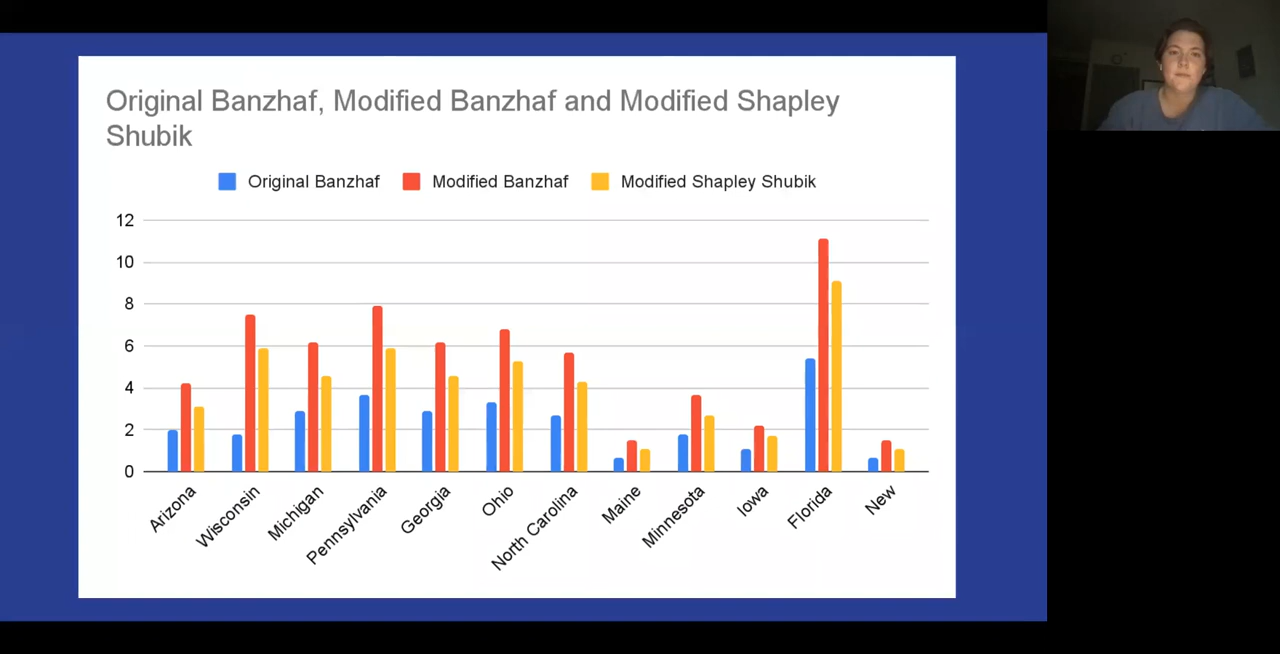 Original Banzhaf, Modified Banzhaf and Modified Shapley
Shubik
Original Banzhaf Modified Banzhaf Modified Shapley Shubik
12
10
8
6
4
2
0
Arizona
Wisconsin
Michigan
Pennsylvania
Georgia
Ohio
North Carolina
Maine
Minnesota
Iowa
Florida
New